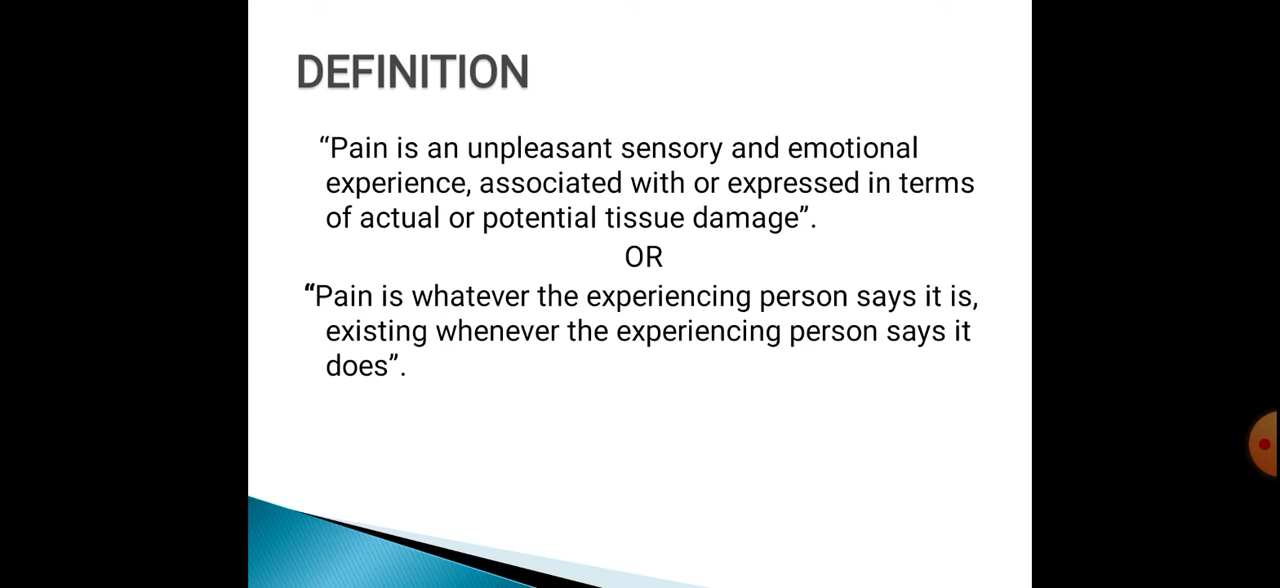 DEFINITION
“Pain is an unpleasant sensory and emotional
experience, associated with or expressed in terms
of actual or potential tissue damage”.
OR
“Pain is whatever the experiencing person says it is,
existing whenever the experiencing person says it
does”.